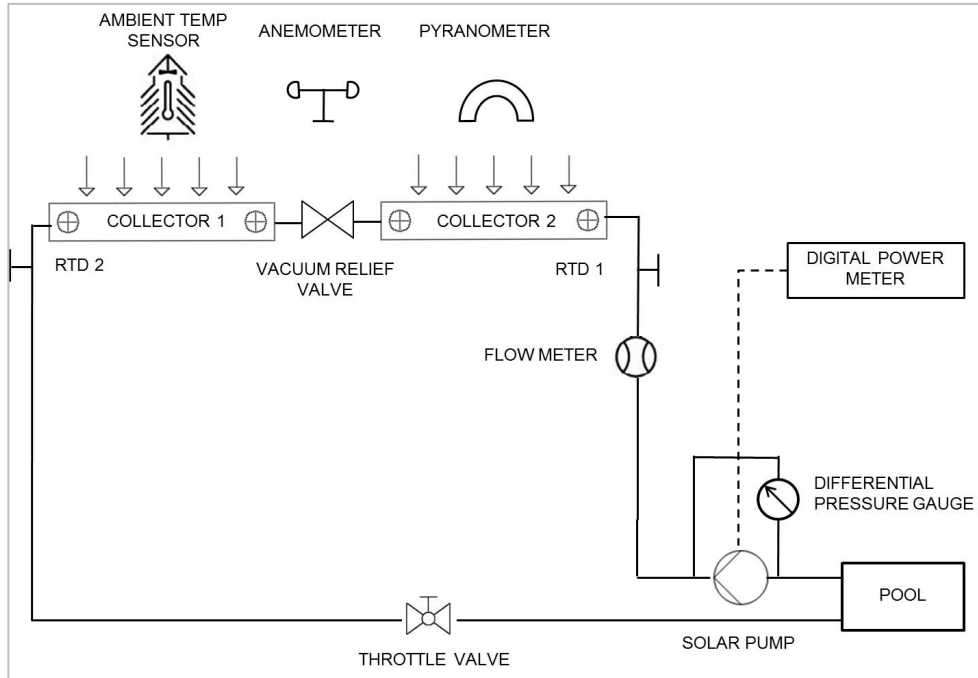 AMBIENT TEMP
SENSOR
ANEMOMETER
PYRANOMETER
COLLECTOR 1
COLLECTOR 2
RTD 2
VACUUM RELIEF
VALVE
RTD 1
DIGITAL POWER
METER
FLOW METER
DIFFERENTIAL
PRESSURE GAUGE
POOL
SOLAR PUMP
THROTTLE VALVE